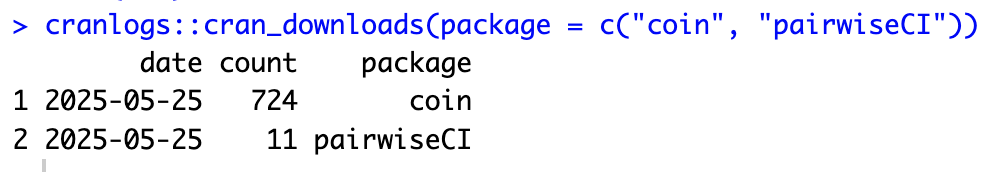 > cranlogs::cran_downloads(package = c("coin", "pairwiseCI"))
        date count    package
1 2025-05-25   724       coin
2 2025-05-25    11 pairwiseCI